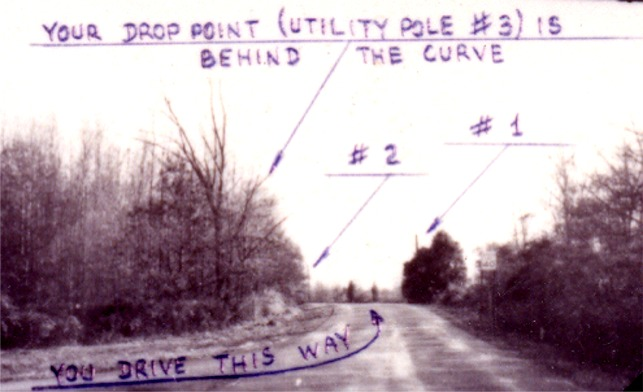 YOUR DROP POINT (UTILITY POLE # 3) IS
BEHIND THE CURVE
# 1
# 2
YOU DRIVE THIS WAY